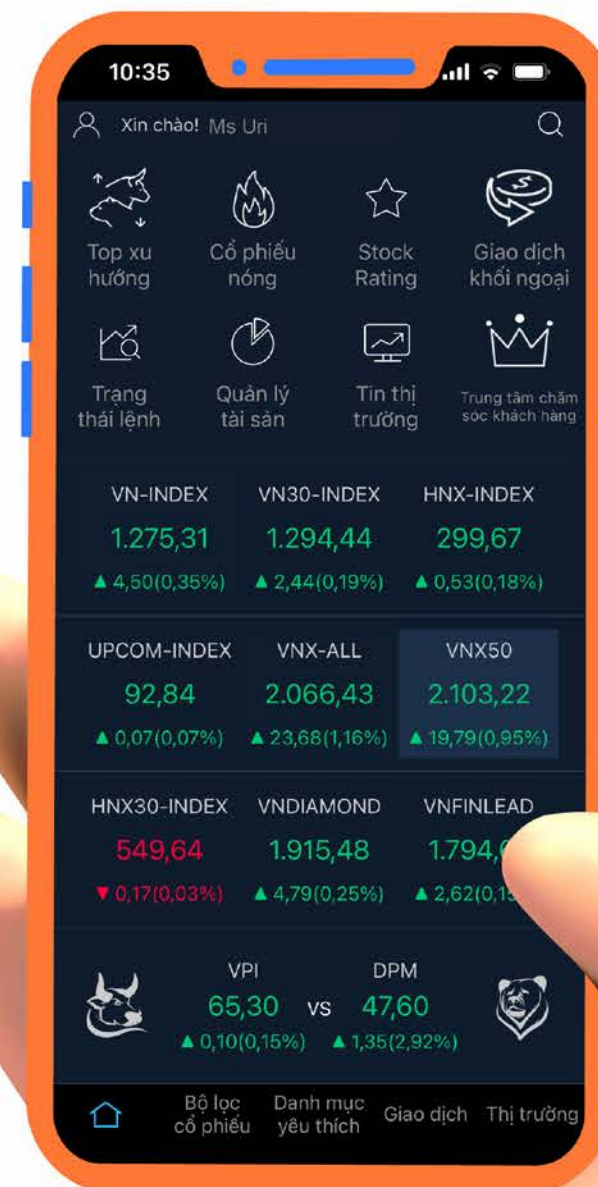 10:35
Xin chào! Ms Uri
Top xu
hướng
Cổ phiếu
nóng
Stock
Rating
Giao dịch
khối ngoại
Trạng
thái lệnh
Quản lý
tài sản
Tin thị
trường
Trung tâm chăm
sóc khách hàng
VN-INDEX VN30-INDEX HNX-INDEX
1.275,31 1.294,44 299,67
▲ 4,50(0,35%) ▲ 2,44(0,19%) ▲ 0,53(0,18%)
UPCOM-INDEX VNX-ALL VNX50
92,84 2.066,43 2.103,22
▲ 0,07(0,07%) ▲ 23,68(1,16%) ▲ 19,79(0,95%)
HNX30-INDEX VNDIAMOND VNFINLEAD
549,64 1.915,48 1.794,
▼ 0,17(0,03%) ▲ 4,79(0,25%) ▲ 2,62(0,1
VPI DPM
65,30 vs 47,60
▲ 0,10(0,15%) ▲ 1,35(2,92%)
Bộ lọc
cổ phiếu
Danh mục
yêu thích
Giao dịch
Thị trường